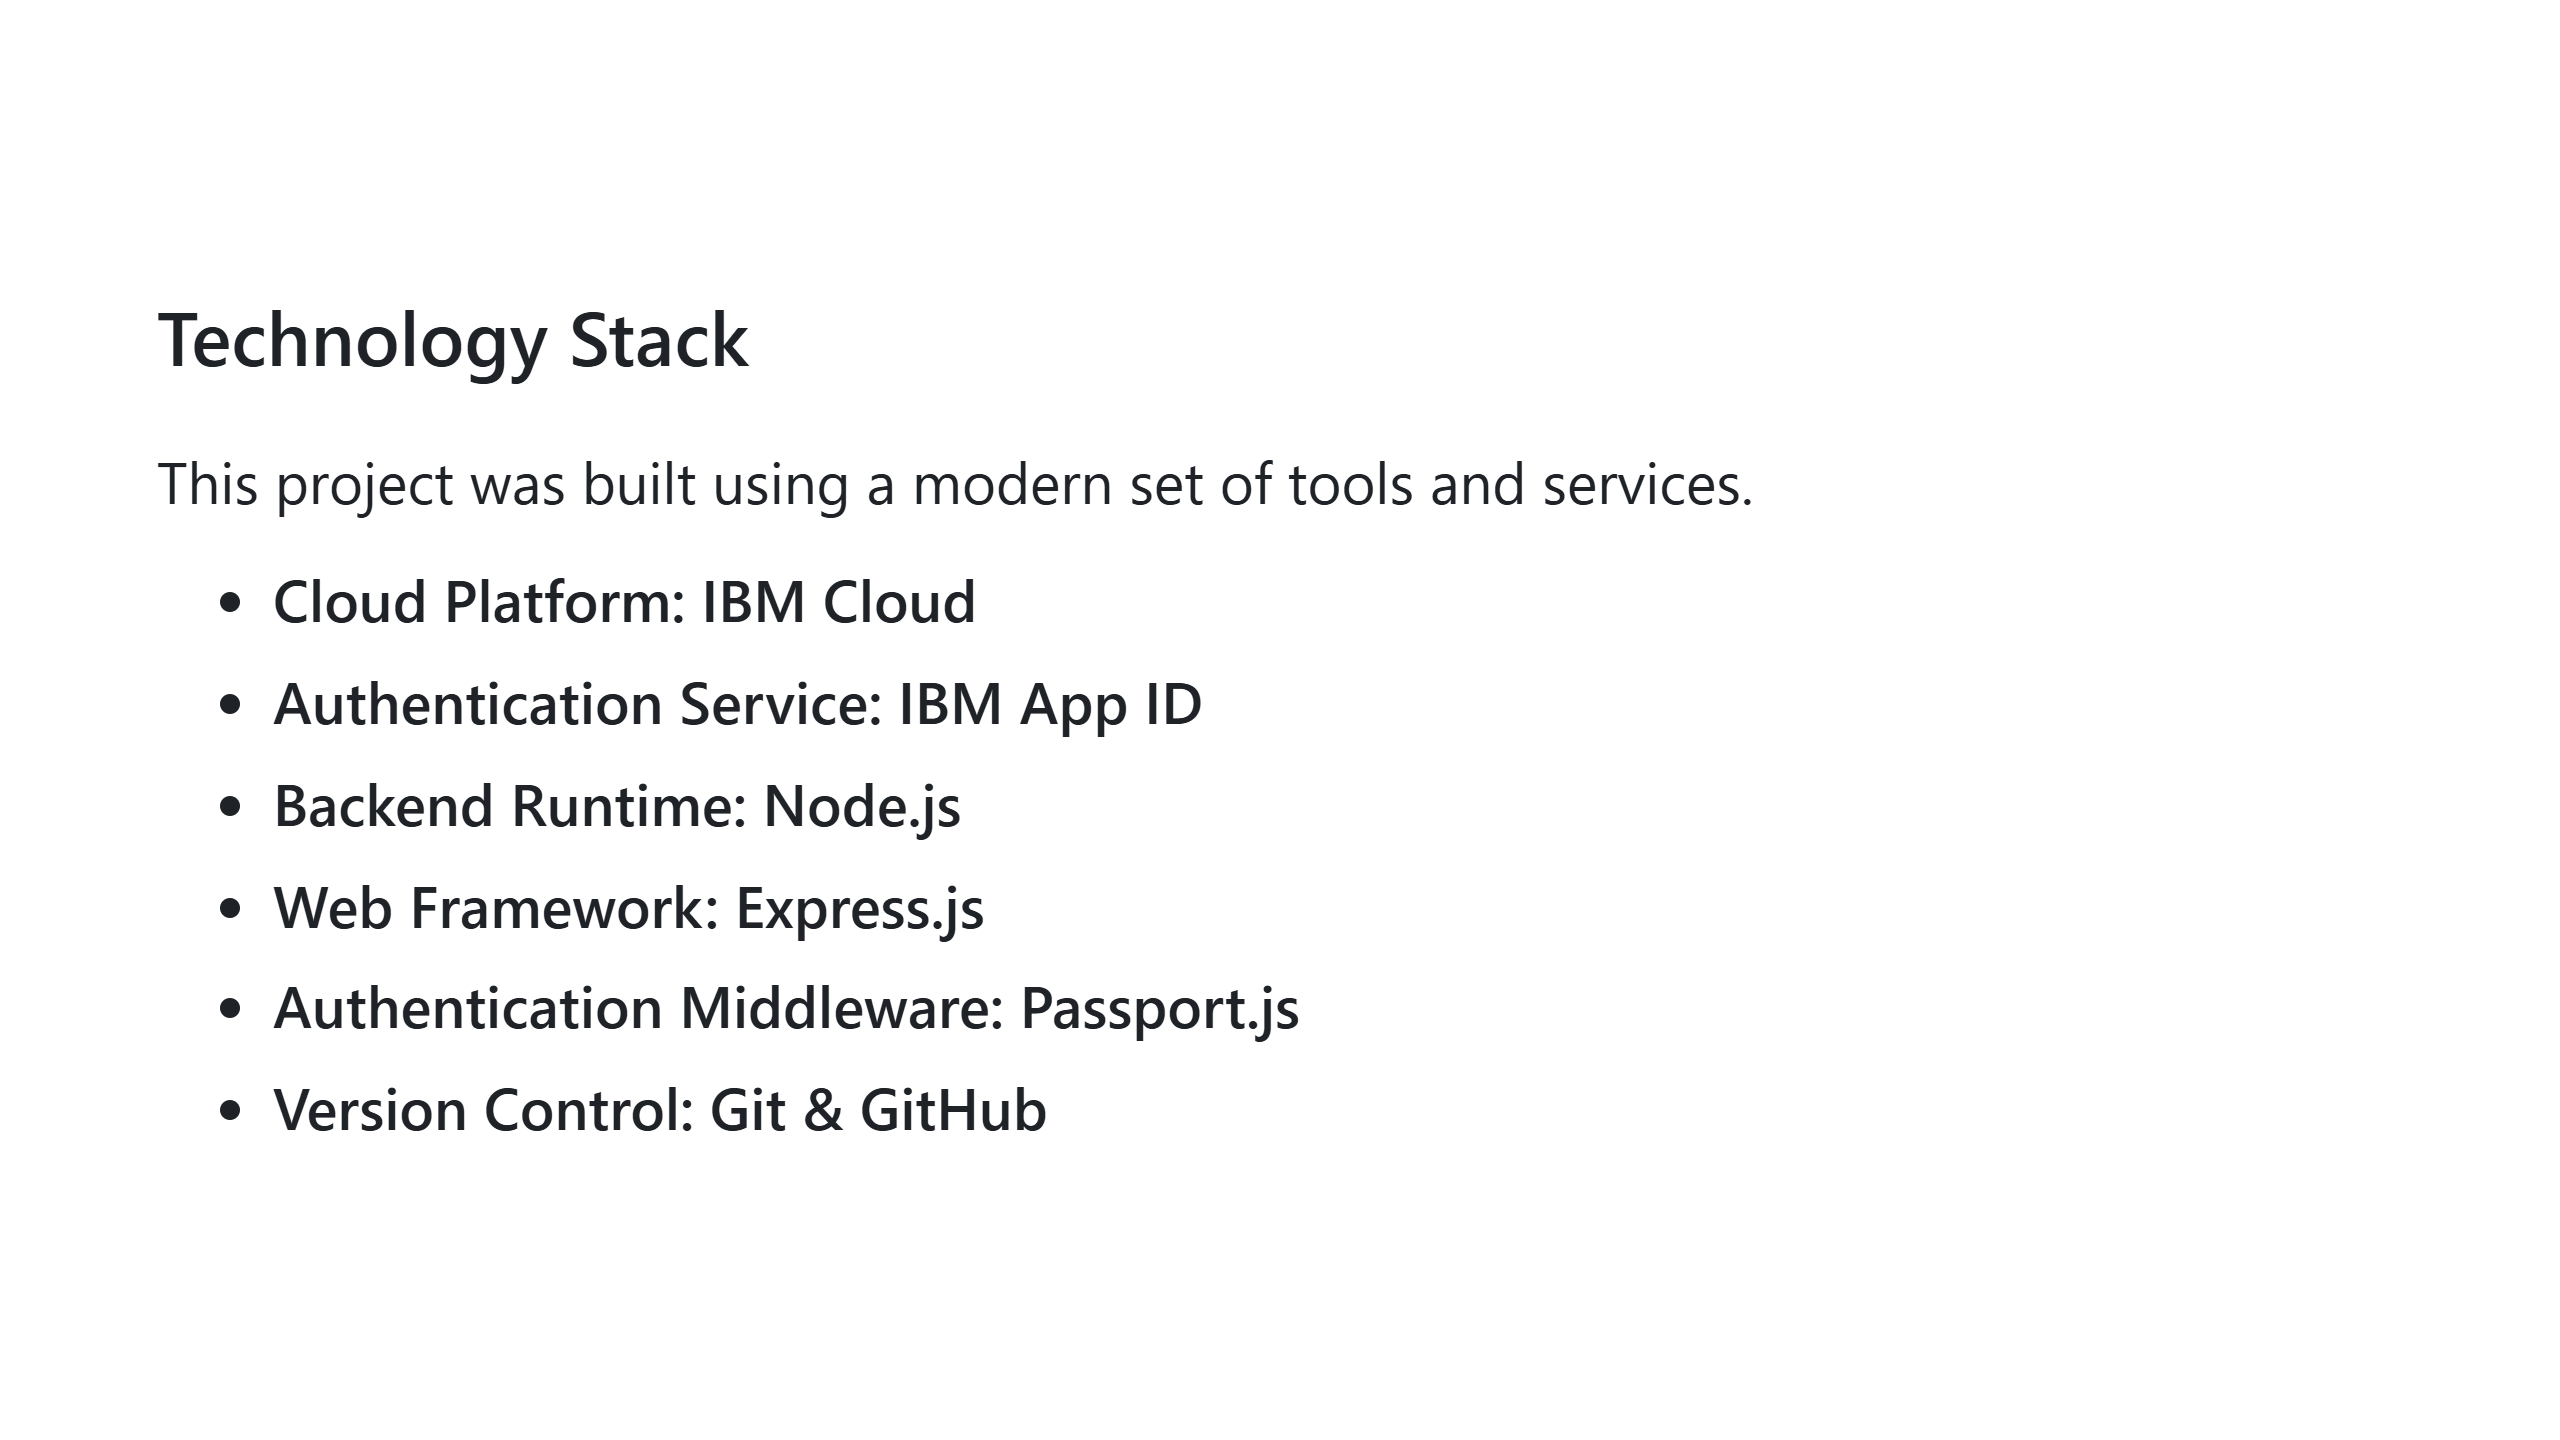 Technology Stack
This project was built using a modern set of tools and services.
• Cloud Platform: IBM Cloud
• Authentication Service: IBM App ID
• Backend Runtime: Node.js
• Web Framework: Express.js
• Authentication Middleware: Passport.js
• Version Control: Git & GitHub